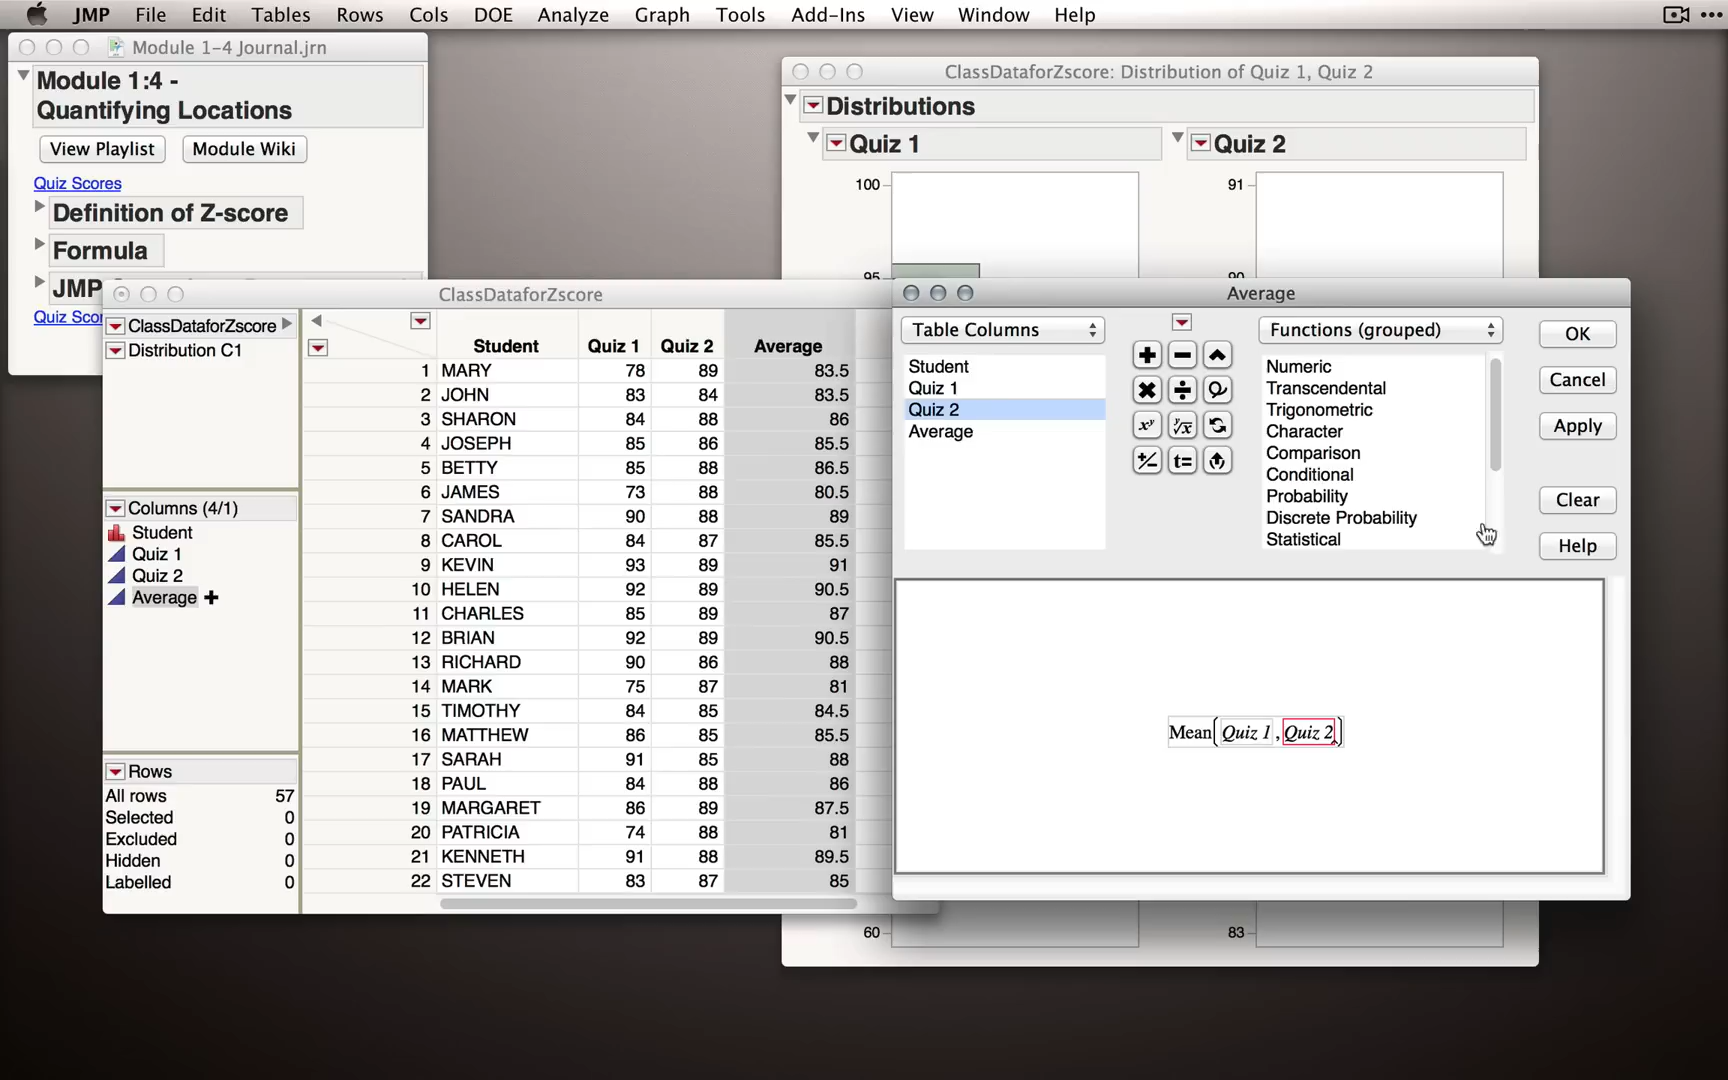 JMP File Edit Tables Rows Cols DOE Analyze Graph Tools Add-Ins View Window Help
Module 1-4 Journal.jrn
Module 1:4 -
Quantifying Locations
View Playlist Module Wiki
Quiz Scores
Definition of Z-score
Formula
JMP
Quiz Scor
ClassDataforZscore: Distribution of Quiz 1, Quiz 2
Distributions
Quiz 1 Quiz 2
100 91
95 90
60 83
ClassDataforZscore
ClassDataforZscore
Distribution C1
Columns (4/1)
Student
Quiz 1
Quiz 2
Average
Rows
All rows 57
Selected 0
Excluded 0
Hidden 0
Labelled 0
Student Quiz 1 Quiz 2 Average
1 MARY 78 89 83.5
2 JOHN 83 84 83.5
3 SHARON 84 88 86
4 JOSEPH 85 86 85.5
5 BETTY 85 88 86.5
6 JAMES 73 88 80.5
7 SANDRA 90 88 89
8 CAROL 84 87 85.5
9 KEVIN 93 89 91
10 HELEN 92 89 90.5
11 CHARLES 85 89 87
12 BRIAN 92 89 90.5
13 RICHARD 90 86 88
14 MARK 75 87 81
15 TIMOTHY 84 85 84.5
16 MATTHEW 86 85 85.5
17 SARAH 91 85 88
18 PAUL 84 88 86
19 MARGARET 86 89 87.5
20 PATRICIA 74 88 81
21 KENNETH 91 88 89.5
22 STEVEN 83 87 85
Average
Table Columns
Student
Quiz 1
Quiz 2
Average
xʸ ʸ√x
t=
Functions (grouped)
Numeric
Transcendental
Trigonometric
Character
Comparison
Conditional
Probability
Discrete Probability
Statistical
OK
Cancel
Apply
Clear
Help
Mean(Quiz 1, Quiz 2)